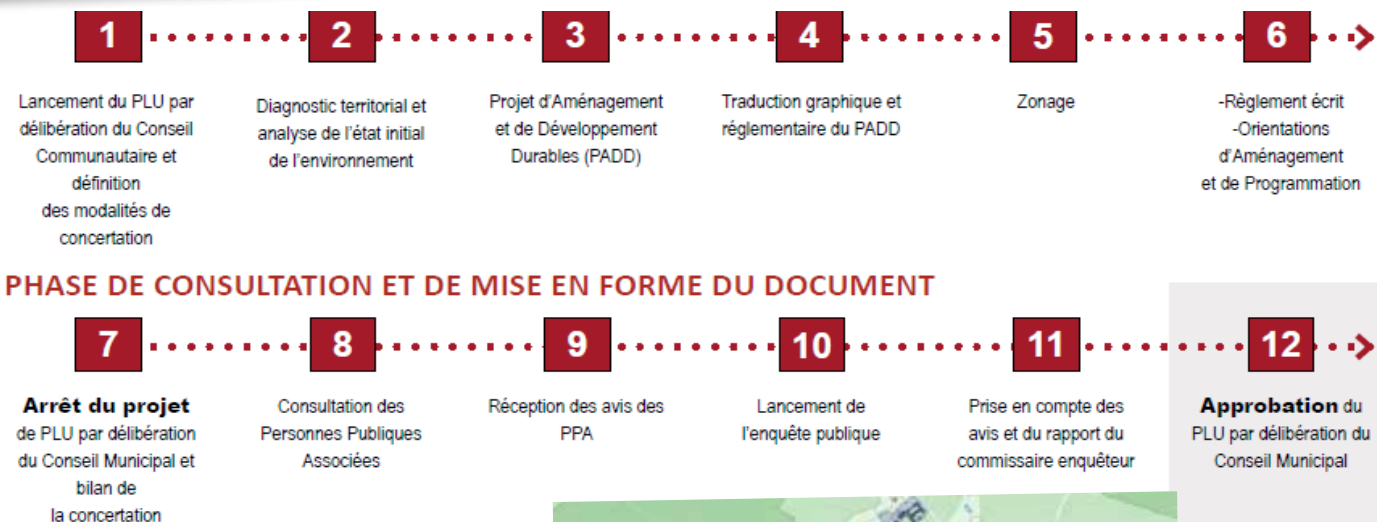 1
2
3
4
5
6
Lancement du PLU par
délibération du Conseil
Communautaire et
définition
des modalités de
concertation
Diagnostic territorial et
analyse de l'état initial
de l'environnement
Projet d'Aménagement
et de Développement
Durables (PADD)
Traduction graphique et
réglementaire du PADD
Zonage
-Règlement écrit
-Orientations
d'Aménagement
et de Programmation
PHASE DE CONSULTATION ET DE MISE EN FORME DU DOCUMENT
7
8
9
10
11
12
Arrêt du projet
de PLU par délibération
du Conseil Municipal et
bilan de
la concertation
Consultation des
Personnes Publiques
Associées
Réception des avis des
PPA
Lancement de
l'enquête publique
Prise en compte des
avis et du rapport du
commissaire enquêteur
Approbation du
PLU par délibération du
Conseil Municipal